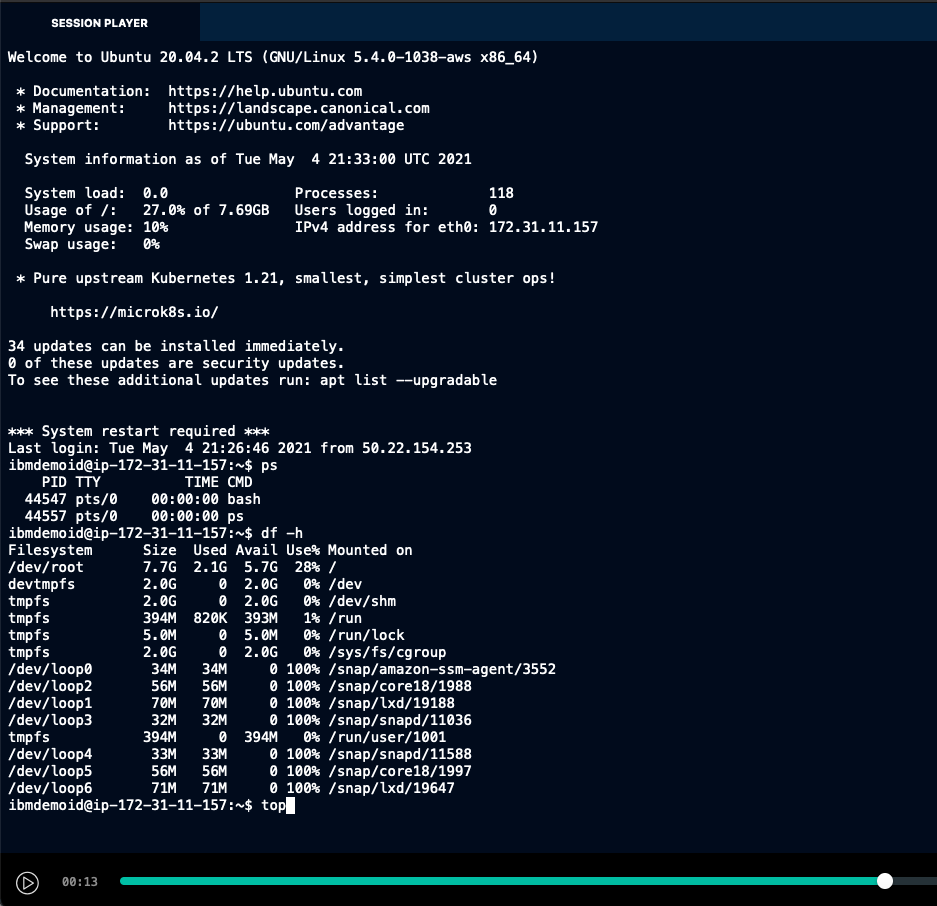 SESSION PLAYER
Welcome to Ubuntu 20.04.2 LTS (GNU/Linux 5.4.0-1038-aws x86_64)
* Documentation:  https://help.ubuntu.com
* Management:     https://landscape.canonical.com
* Support:        https://ubuntu.com/advantage
System information as of Tue May  4 21:33:00 UTC 2021
System load:  0.0               Processes:             118
Usage of /:   27.0% of 7.69GB   Users logged in:       0
Memory usage: 10%               IPv4 address for eth0: 172.31.11.157
Swap usage:   0%
* Pure upstream Kubernetes 1.21, smallest, simplest cluster ops!
https://microk8s.io/
34 updates can be installed immediately.
0 of these updates are security updates.
To see these additional updates run: apt list --upgradable
*** System restart required ***
Last login: Tue May  4 21:26:46 2021 from 50.22.154.253
ibmdemoid@ip-172-31-11-157:~$ ps
    PID TTY          TIME CMD
  44547 pts/0    00:00:00 bash
  44557 pts/0    00:00:00 ps
ibmdemoid@ip-172-31-11-157:~$ df -h
Filesystem      Size  Used Avail Use% Mounted on
/dev/root       7.7G  2.1G  5.7G  28% /
devtmpfs        2.0G     0  2.0G   0% /dev
tmpfs           2.0G     0  2.0G   0% /dev/shm
tmpfs           394M  820K  393M   1% /run
tmpfs           5.0M     0  5.0M   0% /run/lock
tmpfs           2.0G     0  2.0G   0% /sys/fs/cgroup
/dev/loop0       34M   34M     0 100% /snap/amazon-ssm-agent/3552
/dev/loop2       56M   56M     0 100% /snap/core18/1988
/dev/loop1       70M   70M     0 100% /snap/lxd/19188
/dev/loop3       32M   32M     0 100% /snap/snapd/11036
tmpfs           394M     0  394M   0% /run/user/1001
/dev/loop4       33M   33M     0 100% /snap/snapd/11588
/dev/loop5       56M   56M     0 100% /snap/core18/1997
/dev/loop6       71M   71M     0 100% /snap/lxd/19647
ibmdemoid@ip-172-31-11-157:~$ top
00:13